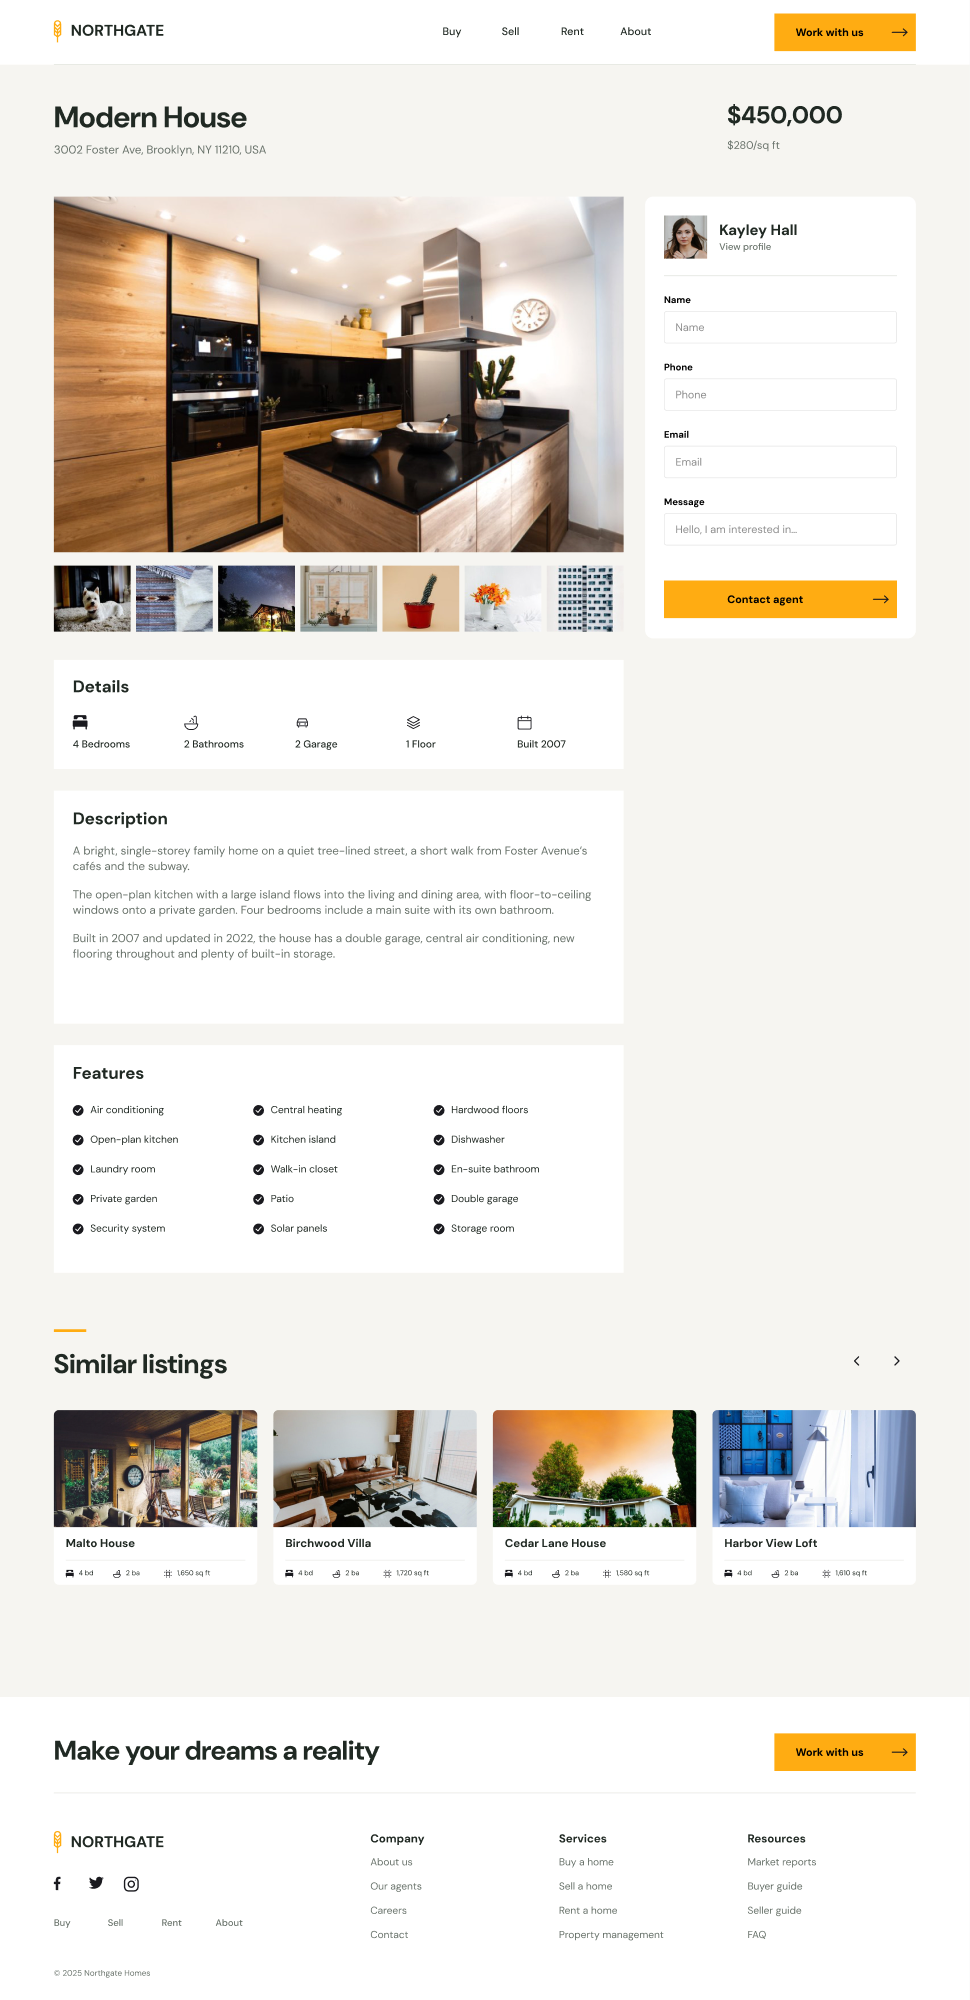 NORTHGATE
Buy
Sell
Rent
About
Work with us
Modern House
$450,000
3002 Foster Ave, Brooklyn, NY 11210, USA
$280/sq ft
Kayley Hall
View profile
Name
Name
Phone
Phone
Email
Email
Message
Hello, I am interested in...
Contact agent
Details
4 Bedrooms
2 Bathrooms
2 Garage
1 Floor
Built 2007
Description
A bright, single-storey family home on a quiet tree-lined street, a short walk from Foster Avenue's
cafés and the subway.
The open-plan kitchen with a large island flows into the living and dining area, with floor-to-ceiling
windows onto a private garden. Four bedrooms include a main suite with its own bathroom.
Built in 2007 and updated in 2022, the house has a double garage, central air conditioning, new
flooring throughout and plenty of built-in storage.
Features
Air conditioning
Central heating
Hardwood floors
Open-plan kitchen
Kitchen island
Dishwasher
Laundry room
Walk-in closet
En-suite bathroom
Private garden
Patio
Double garage
Security system
Solar panels
Storage room
Similar listings
Malto House
4 bd
2 ba
1,650 sq ft
Birchwood Villa
4 bd
2 ba
1,720 sq ft
Cedar Lane House
4 bd
2 ba
1,580 sq ft
Harbor View Loft
4 bd
2 ba
1,610 sq ft
Make your dreams a reality
Work with us
NORTHGATE
Buy
Sell
Rent
About
Company
About us
Our agents
Careers
Contact
Services
Buy a home
Sell a home
Rent a home
Property management
Resources
Market reports
Buyer guide
Seller guide
FAQ
© 2025 Northgate Homes